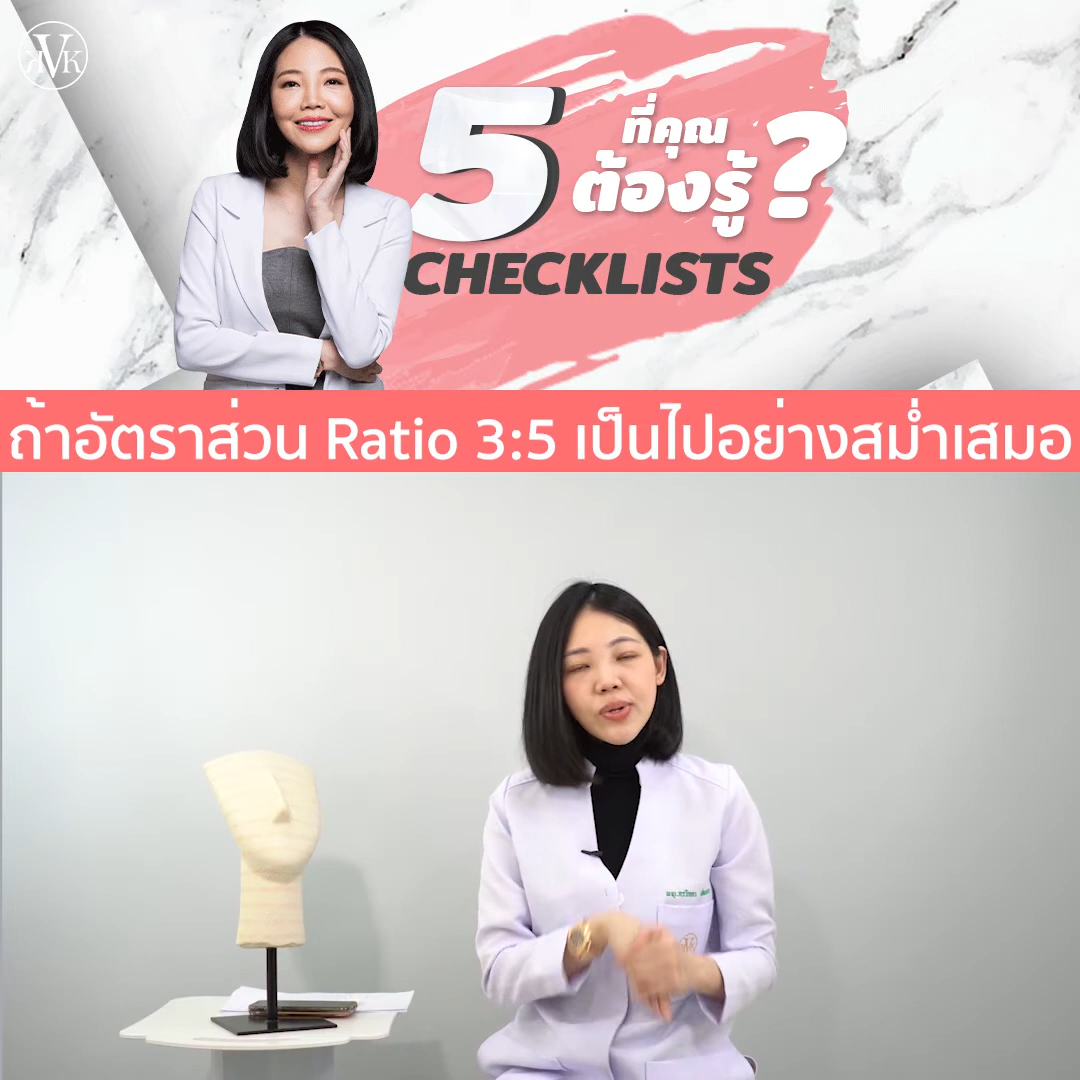 KVK
5 ที่คุณ
ต้องรู้ ?
CHECKLISTS
ถ้าอัตราส่วน Ratio 3:5 เป็นไปอย่างสม่ำเสมอ